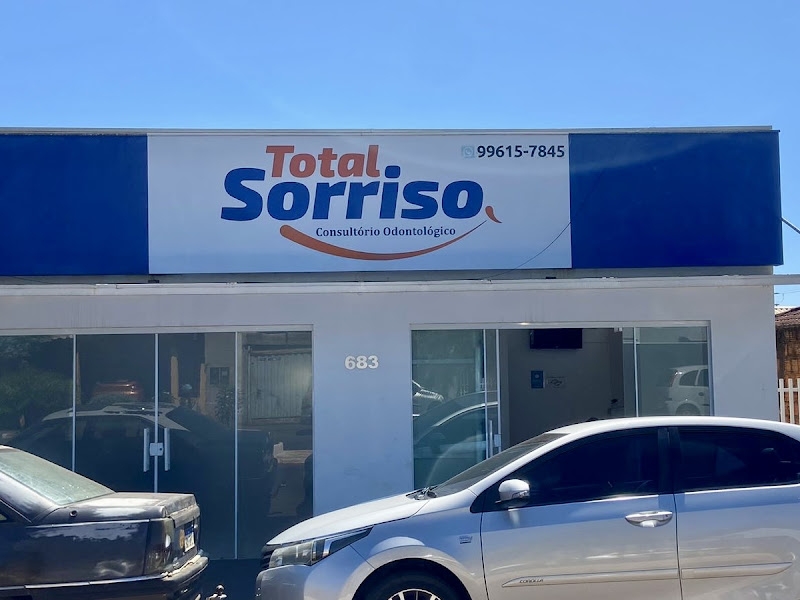 Total
99615-7845
Sorriso
Consultório Odontológico
683
COROLLA